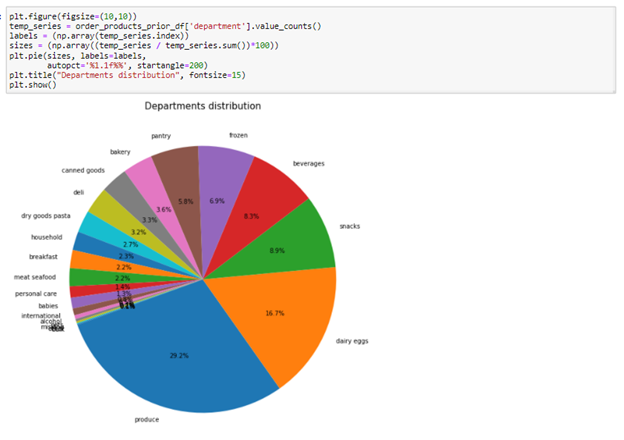 plt.figure(figsize=(10,10))
temp_series = order_products_prior_df['department'].value_counts()
labels = (np.array(temp_series.index))
sizes = (np.array((temp_series / temp_series.sum())*100))
plt.pie(sizes, labels=labels,
autopct='%1.1f%%', startangle=200)
plt.title("Departments distribution", fontsize=15)
plt.show()
Departments distribution
frozen
pantry
bakery
beverages
canned goods
6.9%
5.8%
3.6%
8.3%
deli
3.3%
dry goods pasta
3.2%
snacks
household
2.7%
8.9%
breakfast
2.3%
2.2%
meat seafood
2.2%
1.4%
personal care
babies
international
alcohol
16.7%
dairy eggs
29.2%
produce